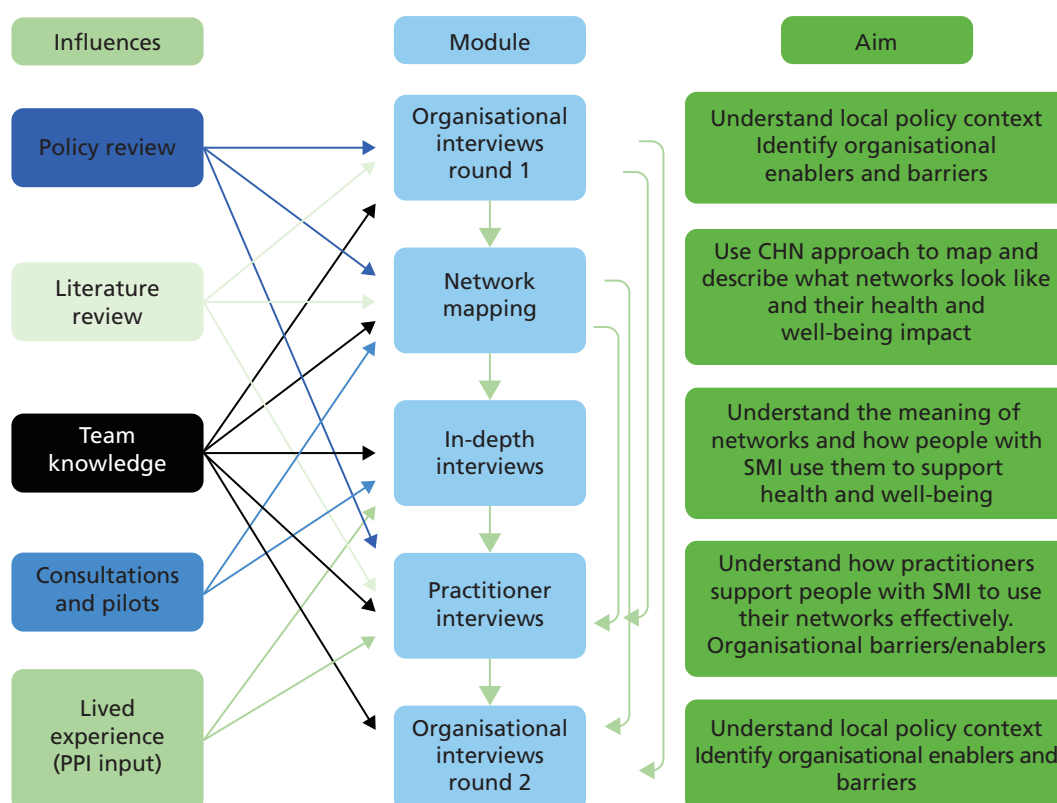 Influences
Module
Aim
Policy review
Organisational
interviews
round 1
Understand local policy context
Identify organisational
enablers and barriers
Literature
review
Network
mapping
Use CHN approach to map and
describe what networks look like
and their health and
well-being impact
Team
knowledge
In-depth
interviews
Understand the meaning of
networks and how people with
SMI use them to support
health and well-being
Consultations
and pilots
Practitioner
interviews
Understand how practitioners
support people with SMI to use
their networks effectively.
Organisational barriers/enablers
Lived
experience
(PPI input)
Organisational
interviews
round 2
Understand local policy context
Identify organisational enablers and
barriers